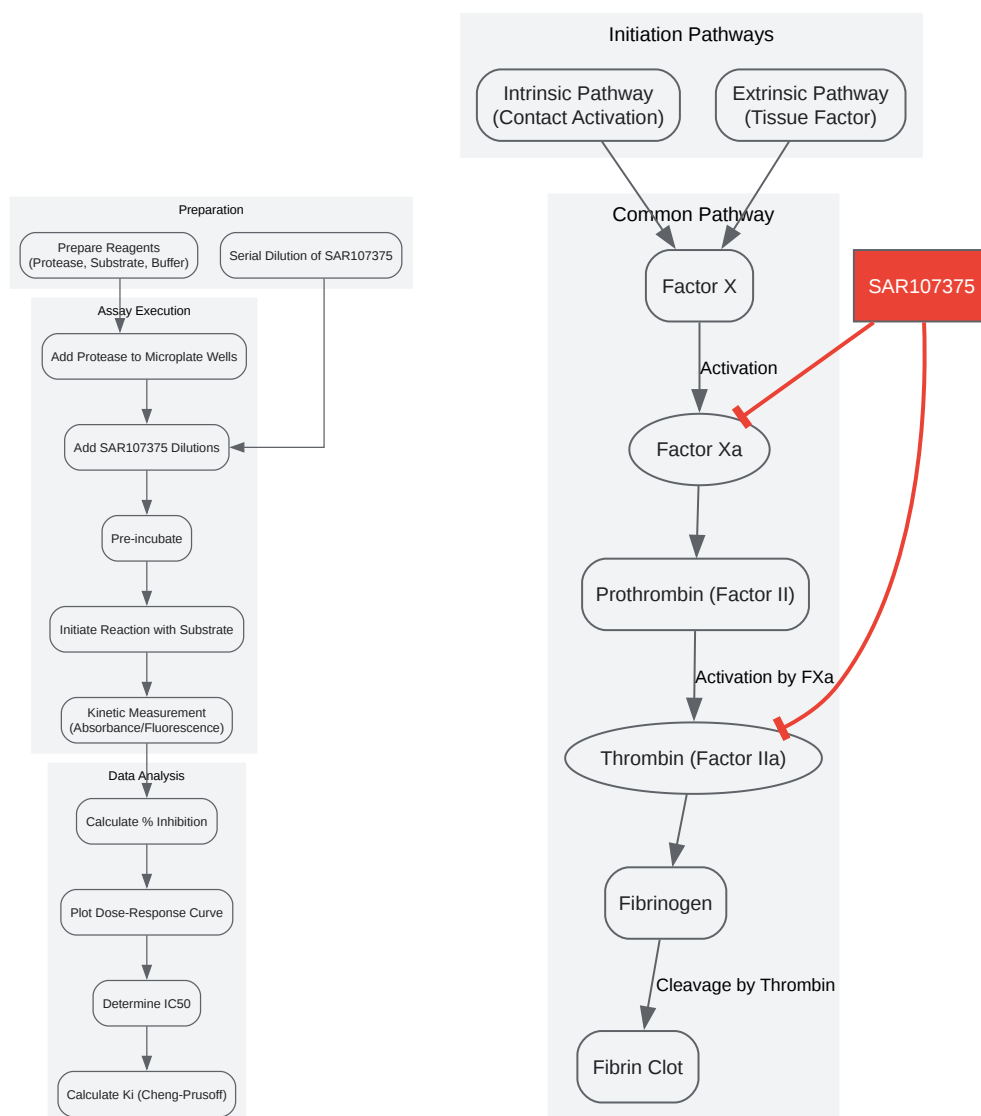 Preparation
Prepare Reagents
(Protease, Substrate, Buffer)
Serial Dilution of SAR107375
Assay Execution
Add Protease to Microplate Wells
Add SAR107375 Dilutions
Pre-incubate
Initiate Reaction with Substrate
Kinetic Measurement
(Absorbance/Fluorescence)
Data Analysis
Calculate % Inhibition
Plot Dose-Response Curve
Determine IC50
Calculate Ki (Cheng-Prusoff)
Initiation Pathways
Intrinsic Pathway
(Contact Activation)
Extrinsic Pathway
(Tissue Factor)
Common Pathway
Factor X
SAR107375
Activation
Factor Xa
Prothrombin (Factor II)
Activation by FXa
Thrombin (Factor IIa)
Fibrinogen
Cleavage by Thrombin
Fibrin Clot